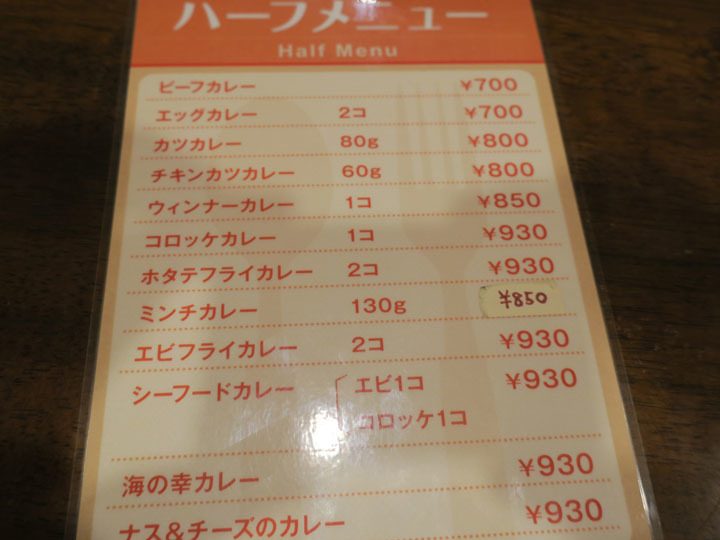 ハーフメニュー
Half Menu
ビーフカレー ¥700
エッグカレー 2コ ¥700
カツカレー 80g ¥800
チキンカツカレー 60g ¥800
ウィンナーカレー 1コ ¥850
コロッケカレー 1コ ¥930
ホタテフライカレー 2コ ¥930
ミンチカレー 130g ¥850
エビフライカレー 2コ ¥930
シーフードカレー エビ1コ ¥930
コロッケ1コ
海の幸カレー ¥930
ナス&チーズのカレー ¥930